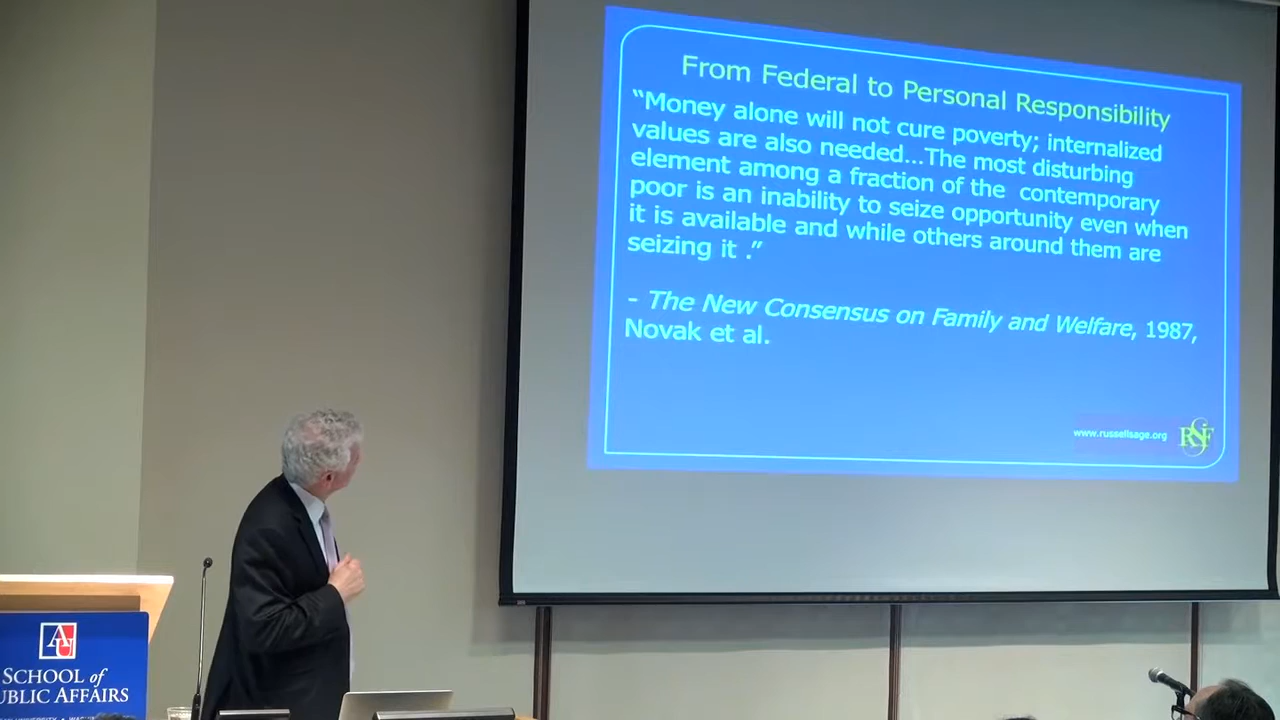 From Federal to Personal Responsibility
“Money alone will not cure poverty; internalized
values are also needed...The most disturbing
element among a fraction of the contemporary
poor is an inability to seize opportunity even when
it is available and while others around them are
seizing it .”
- The New Consensus on Family and Welfare, 1987,
Novak et al.
www.russellsage.org
RSF
AU
SCHOOL of
PUBLIC AFFAIRS